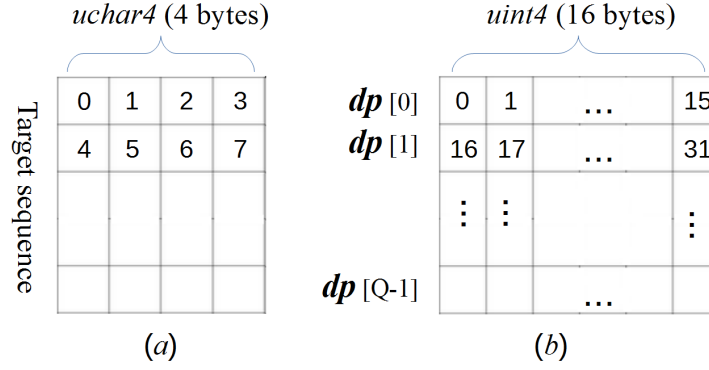 uchar4 (4 bytes)
uint4 (16 bytes)
Target sequence
0 1 2 3
4 5 6 7
dp [0] 0 1 ... 15
dp [1] 16 17 ... 31
⋮ ⋮ ⋮
dp [Q-1] ...
(a)
(b)